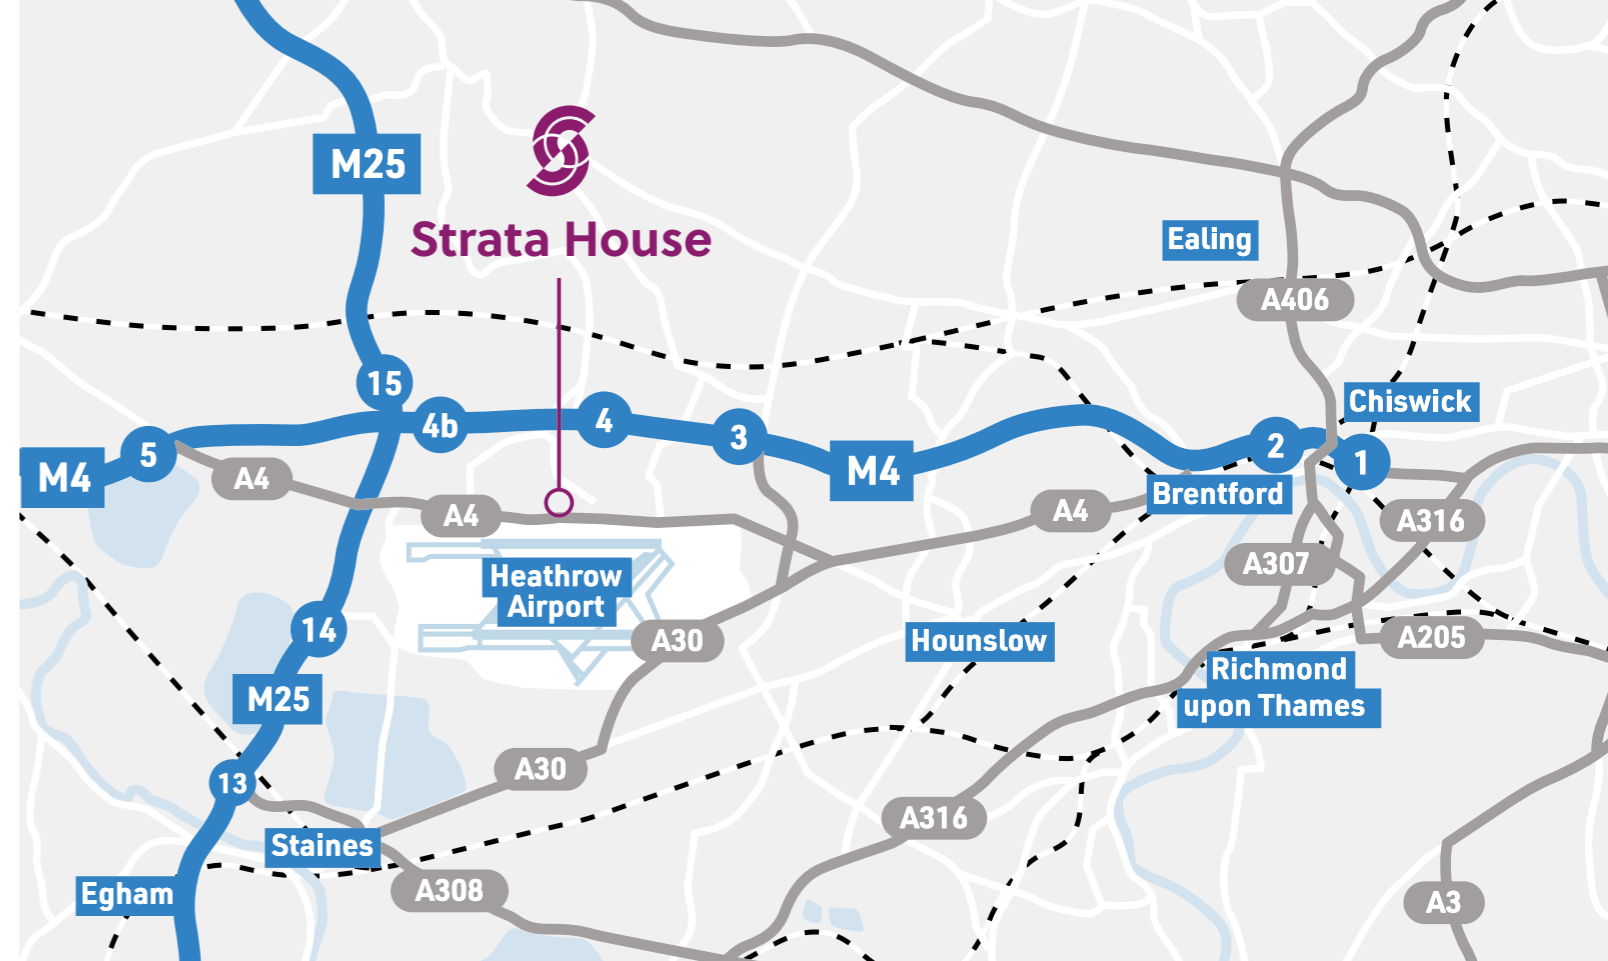 M25
Strata House
Ealing
A406
15
Chiswick
4b
4
3
5
M4
M4
2
1
A4
A4
A4
Brentford
A316
A307
Heathrow
Airport
14
A30
Hounslow
A205
Richmond
upon Thames
M25
13
A30
A316
Staines
Egham
A308
A3